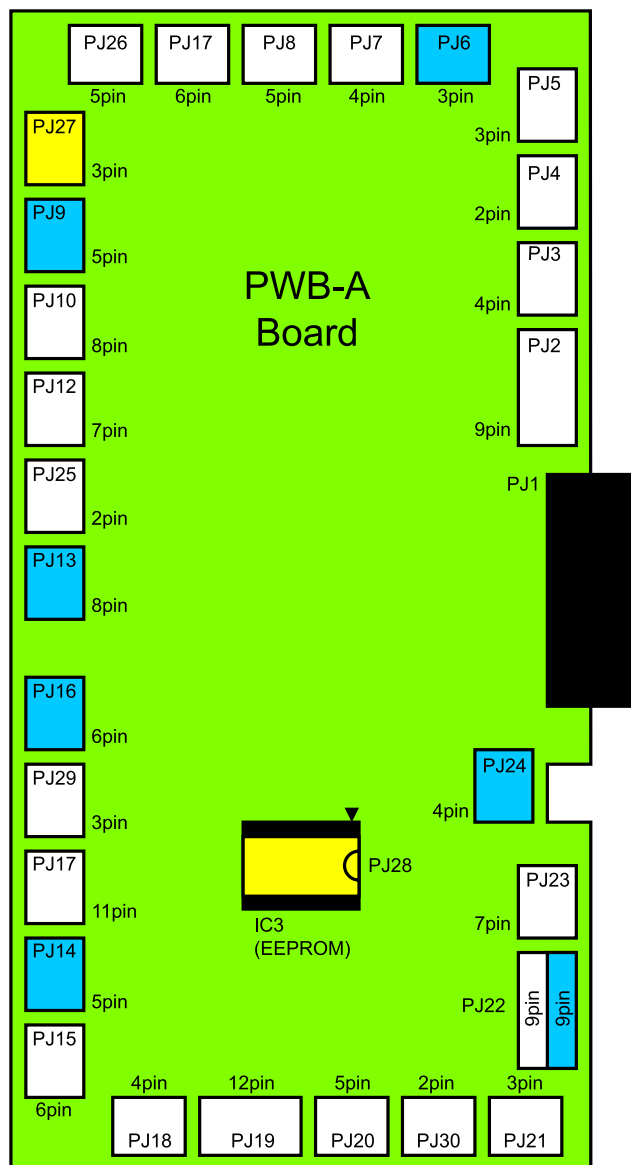 PJ26 PJ17 PJ8 PJ7 PJ6
5pin 6pin 5pin 4pin 3pin
PJ5
3pin
PJ27
3pin
PJ4
2pin
PJ9
5pin
PJ3
4pin
PWB-A
Board
PJ10
8pin
PJ2
9pin
PJ12
7pin
PJ25
2pin
PJ1
PJ13
8pin
PJ16
6pin
PJ24
4pin
PJ29
3pin
PJ28
IC3
(EEPROM)
PJ17
11pin
PJ23
7pin
PJ14
5pin
PJ22
9pin
9pin
PJ15
6pin
4pin 12pin 5pin 2pin 3pin
PJ18 PJ19 PJ20 PJ30 PJ21